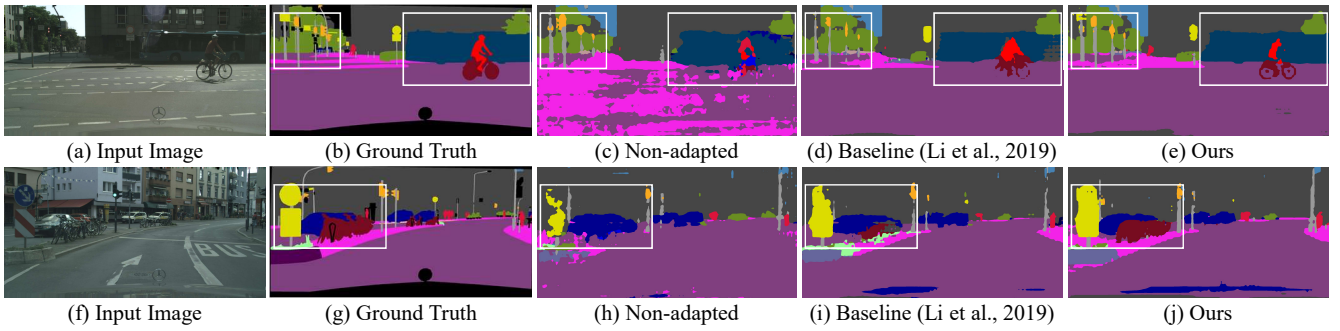 (a) Input Image (b) Ground Truth (c) Non-adapted (d) Baseline (Li et al., 2019) (e) Ours
BUS
(f) Input Image (g) Ground Truth (h) Non-adapted (i) Baseline (Li et al., 2019) (j) Ours